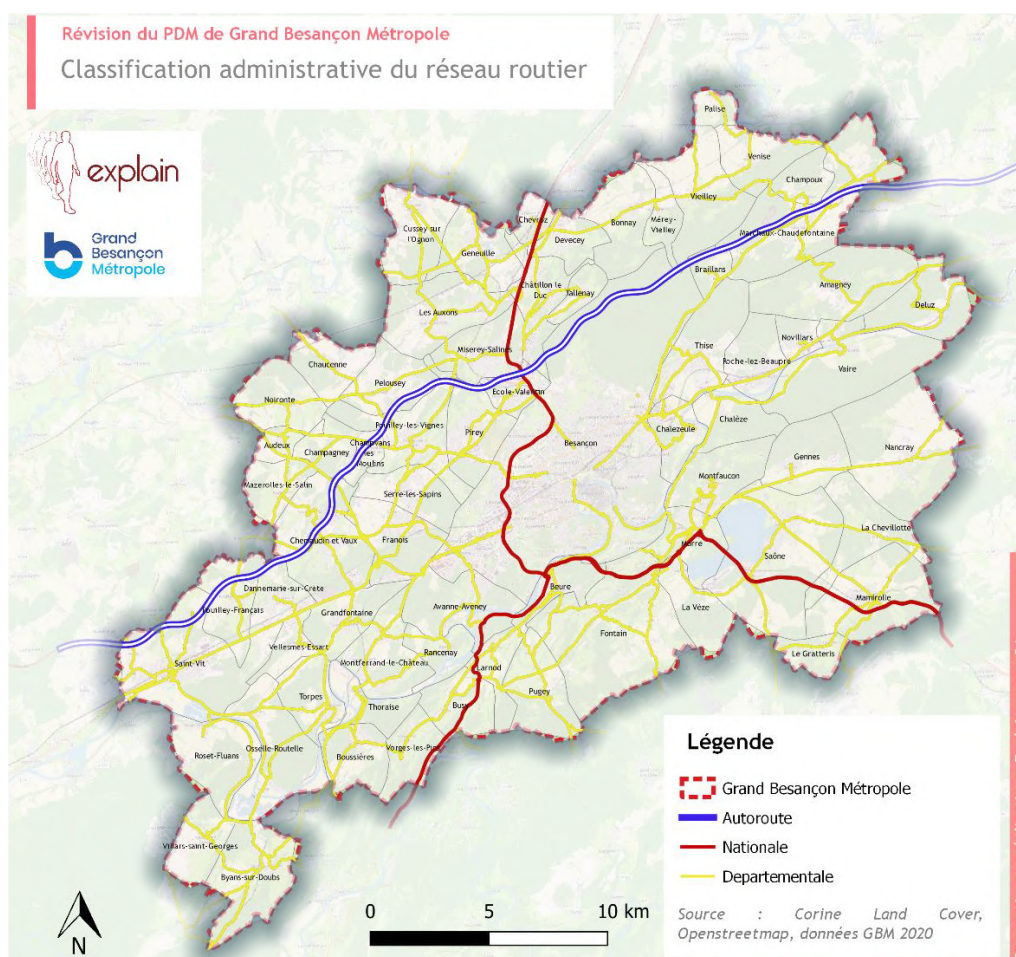 Révision du PDM de Grand Besançon Métropole
Classification administrative du réseau routier
explain
Grand
Besançon
Métropole
Palise
Venise
Champoux
Vieilley
Chevroz
Cussey sur
l'Ognon
Bonnay
Mérey-
Vieilley
Marchaux-Chaudefontaine
Devecey
Geneuille
Braillans
Châtillon le
Duc
Tallenay
Amagney
Deluz
Les Auxons
Novillars
Thise
Miserey-Salines
Roche-lez-Beaupré
Chaucenne
Vaire
Pelousey
Ecole-Valentin
Noironte
Chalèze
Pouilley-les-Vignes
Pirey
Chalezeule
Besançon
Audeux
Champvans
les
Moulins
Champagney
Nancray
Gennes
Montfaucon
Mazerolles-le-Salin
Serre-les-Sapins
La Chevillotte
Chemaudin et Vaux
Franois
Morre
Saône
Beure
Dannemarie-sur-Crete
Mamirolle
Pouilley-Français
Grandfontaine
Avanne-Aveney
La Vèze
Fontain
Velesmes-Essart
Rancenay
Le Gratteris
Saint-Vit
Montferrand-le-Château
Larnod
Pugey
Torpes
Thoraise
Busy
Osselle-Routelle
Vorges-les-Pins
Roset-Fluans
Boussières
Villars-saint-Georges
Byans-sur-Doubs
Légende
Grand Besançon Métropole
Autoroute
Nationale
Departementale
0 5 10 km
N
Source : Corine Land Cover,
Openstreetmap, données GBM 2020